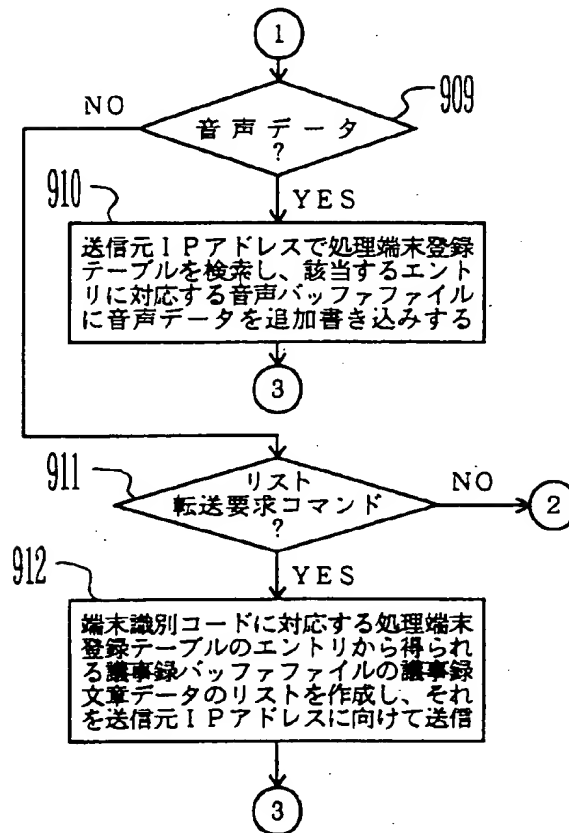 1
909
NO
音声データ
?
YES
910
送信元IPアドレスで処理端末登録
テーブルを検索し、該当するエント
リに対応する音声バッファファイル
に音声データを追加書き込みする
3
911
リスト
転送要求コマンド
?
NO
2
YES
912
端末識別コードに対応する処理端末
登録テーブルのエントリから得られ
る議事録バッファファイルの議事録
文章データのリストを作成し、それ
を送信元IPアドレスに向けて送信
3